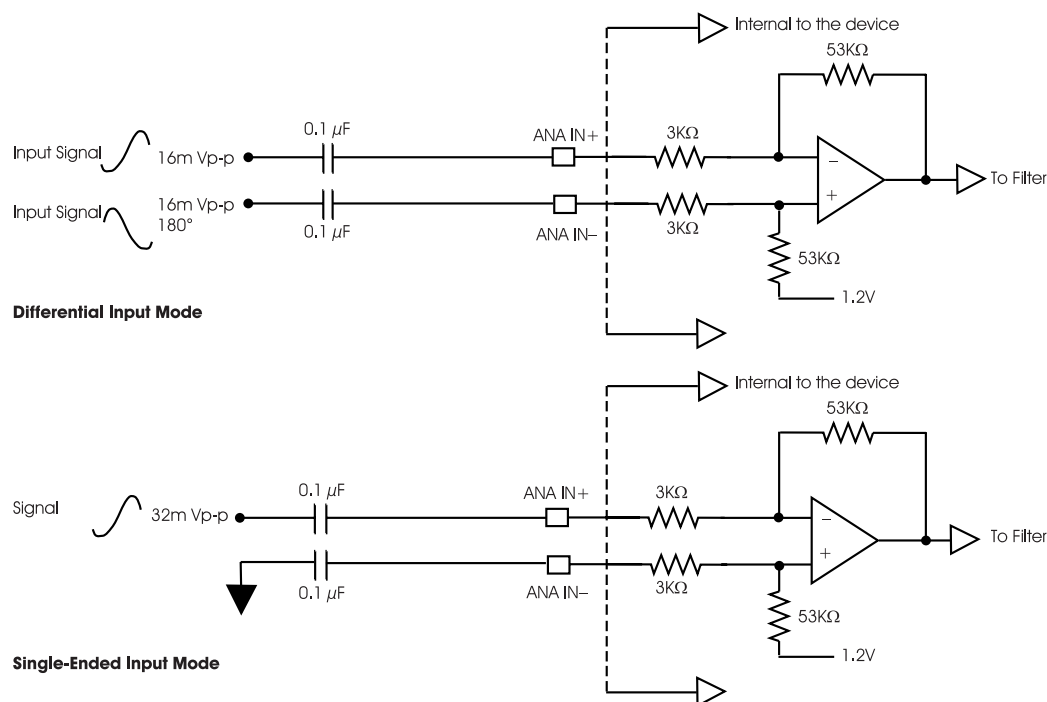 Internal to the device
53KΩ
0.1 µF
ANA IN+
3KΩ
Input Signal
16m Vp-p
−
To Filter
Input Signal
16m Vp-p
180°
+
0.1 µF
ANA IN–
3KΩ
53KΩ
1.2V
Differential Input Mode
Internal to the device
53KΩ
0.1 µF
ANA IN+
3KΩ
Signal
32m Vp-p
−
To Filter
+
0.1 µF
ANA IN–
3KΩ
53KΩ
1.2V
Single-Ended Input Mode